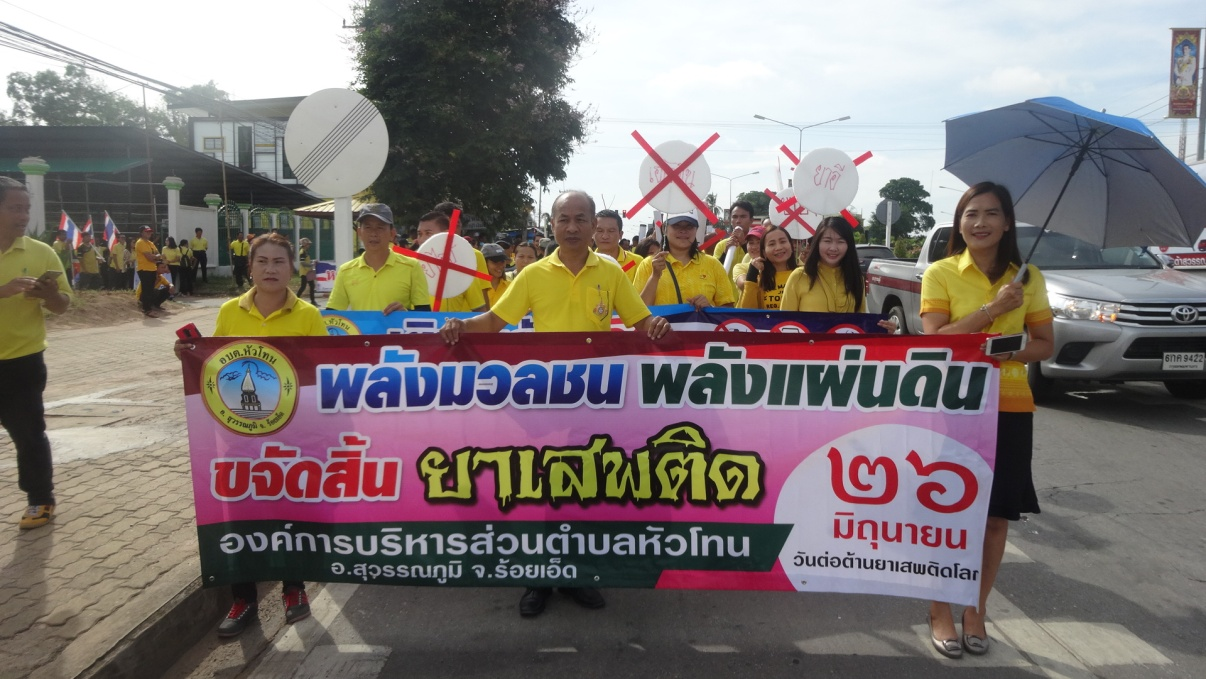 ยาอี
อบต.หัวโทน
อ.สุวรรณภูมิ จ.ร้อยเอ็ด
พลังมวลชน พลังแผ่นดิน
ขจัดสิ้น ยาเสพติด
๒๖
มิถุนายน
วันต่อต้านยาเสพติดโลก
องค์การบริหารส่วนตำบลหัวโทน
อ.สุวรรณภูมิ จ.ร้อยเอ็ด
9422